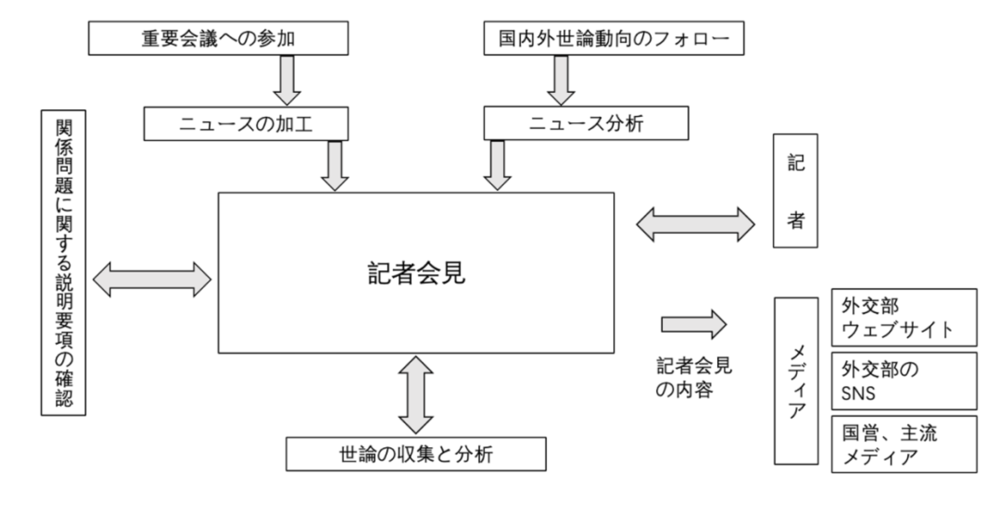 重要会議への参加
国内外世論動向のフォロー
ニュースの加工
ニュース分析
関係問題に関する説明要項の確認
記者会見
記者
記者会見
の内容
メディア
外交部
ウェブサイト
外交部の
SNS
国営、主流
メディア
世論の収集と分析